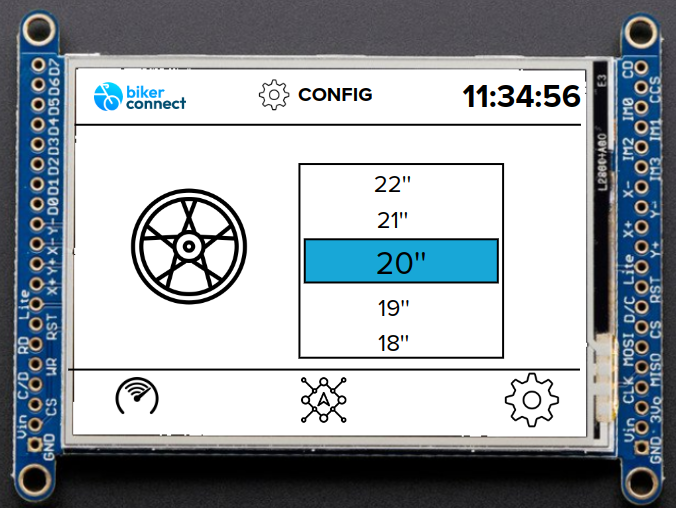 biker
connect
CONFIG
11:34:56
22"
21"
20"
19"
18"
D7
D6
D5
D4
D3
D2
D1
D0
Y-
X-
Y+
X+
Lite
RST
RD
WR
C/D
CS
Vin
GND
E3
CD
CCS
IM0
IM1
IM2
IM3
X-
Y-
X+
Y+
Lite
RST
D/C
CS
MOSI
MISO
CLK
3Vo
Vin
GND